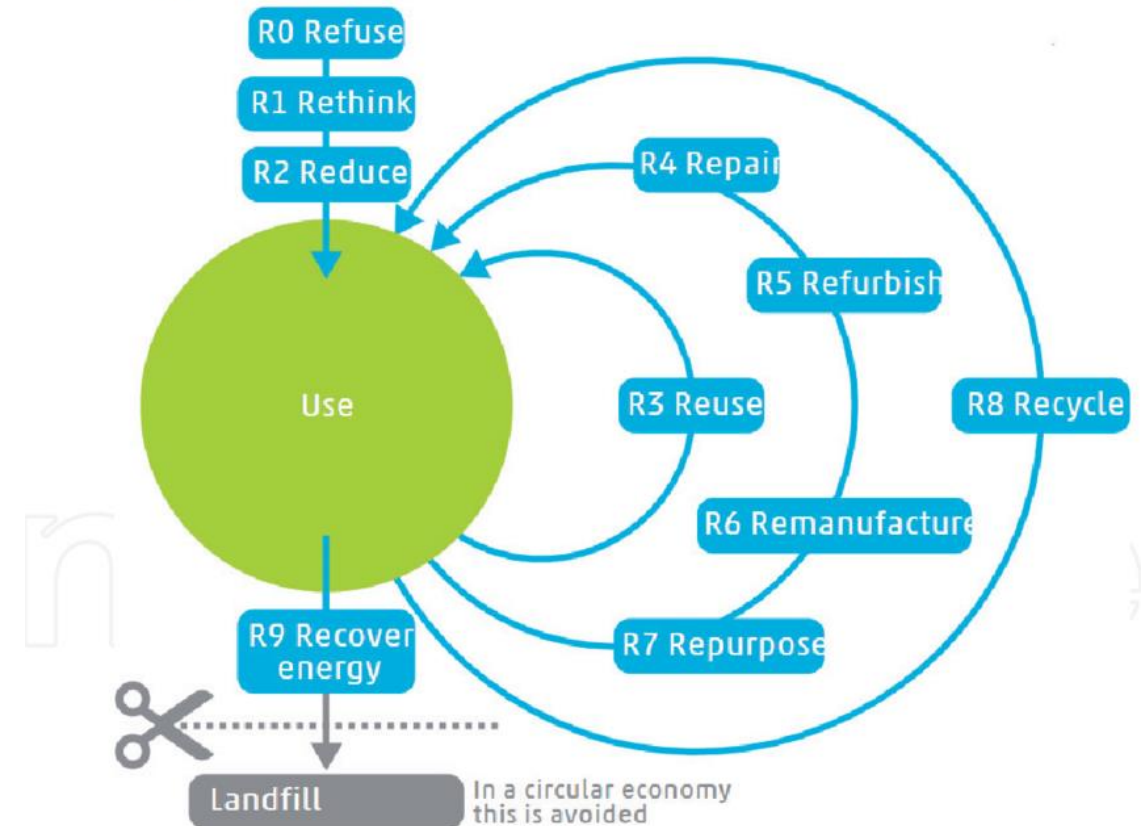 R0 Refuse
R1 Rethink
R2 Reduce
R4 Repair
R5 Refurbish
Use
R3 Reuse
R8 Recycle
R6 Remanufacture
R7 Repurpose
R9 Recover
energy
Landfill
In a circular economy
this is avoided